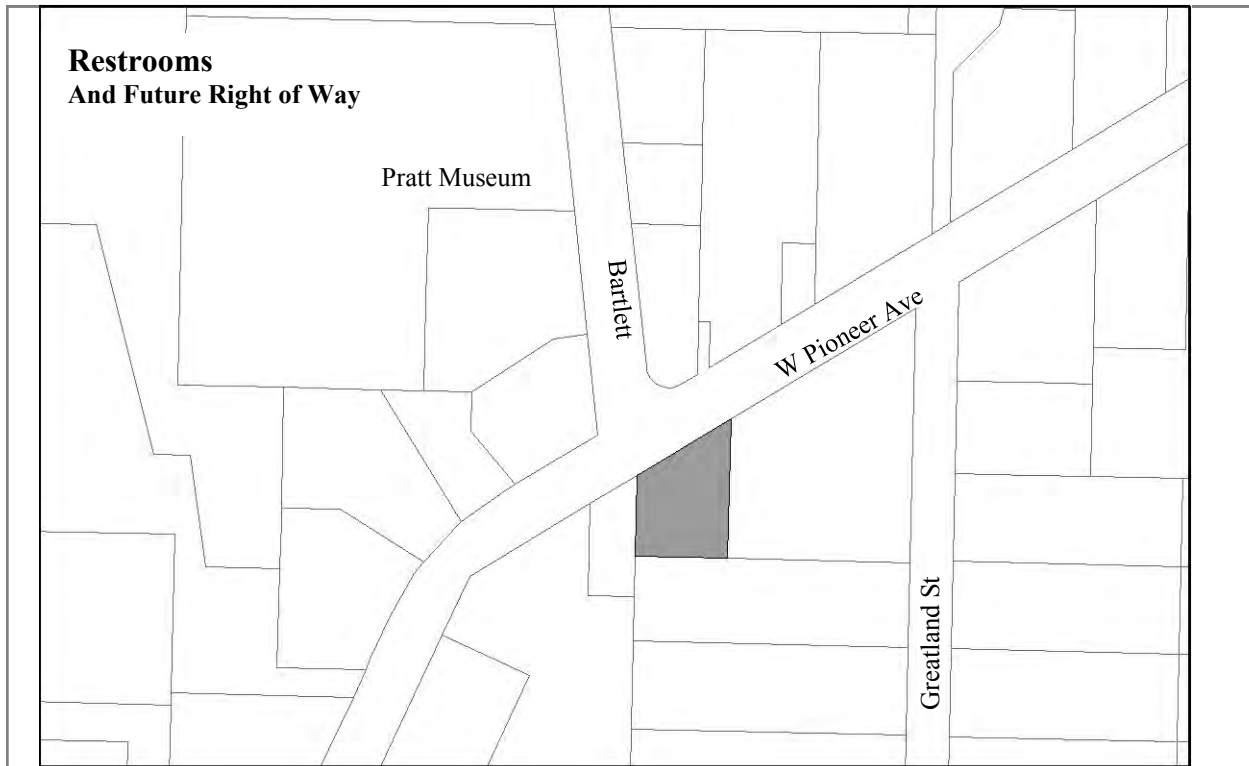 Restrooms
And Future Right of Way
Pratt Museum
Bartlett
W Pioneer Ave
Greatland St